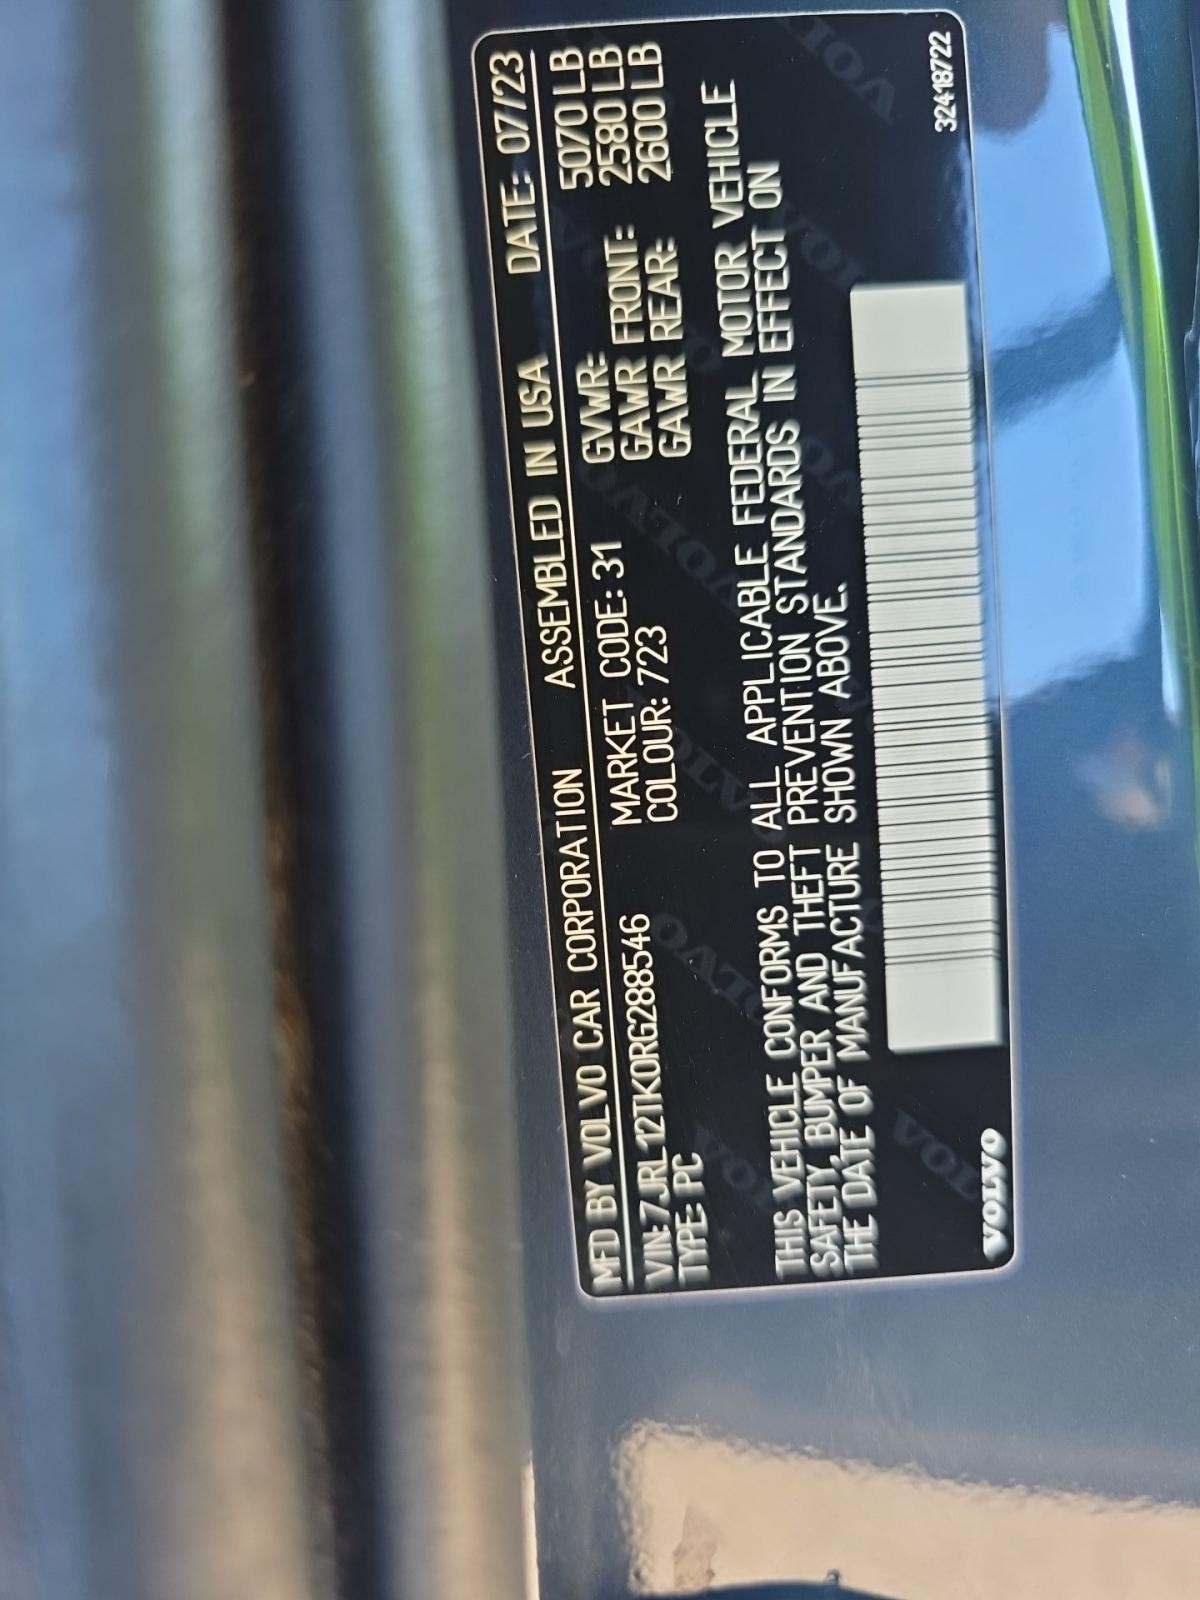 MFD BY VOLVO CAR CORPORATION ASSEMBLED IN USA DATE: 07/23
VIN: 7JRL12TK0RG288546 MARKET CODE: 31 GVWR: 5070 LB
TYPE: PC COLOUR: 723 GAWR FRONT: 2580 LB
GAWR REAR: 2600 LB
THIS VEHICLE CONFORMS TO ALL APPLICABLE FEDERAL MOTOR VEHICLE
SAFETY, BUMPER AND THEFT PREVENTION STANDARDS IN EFFECT ON
THE DATE OF MANUFACTURE SHOWN ABOVE.
VOLVO 32418722